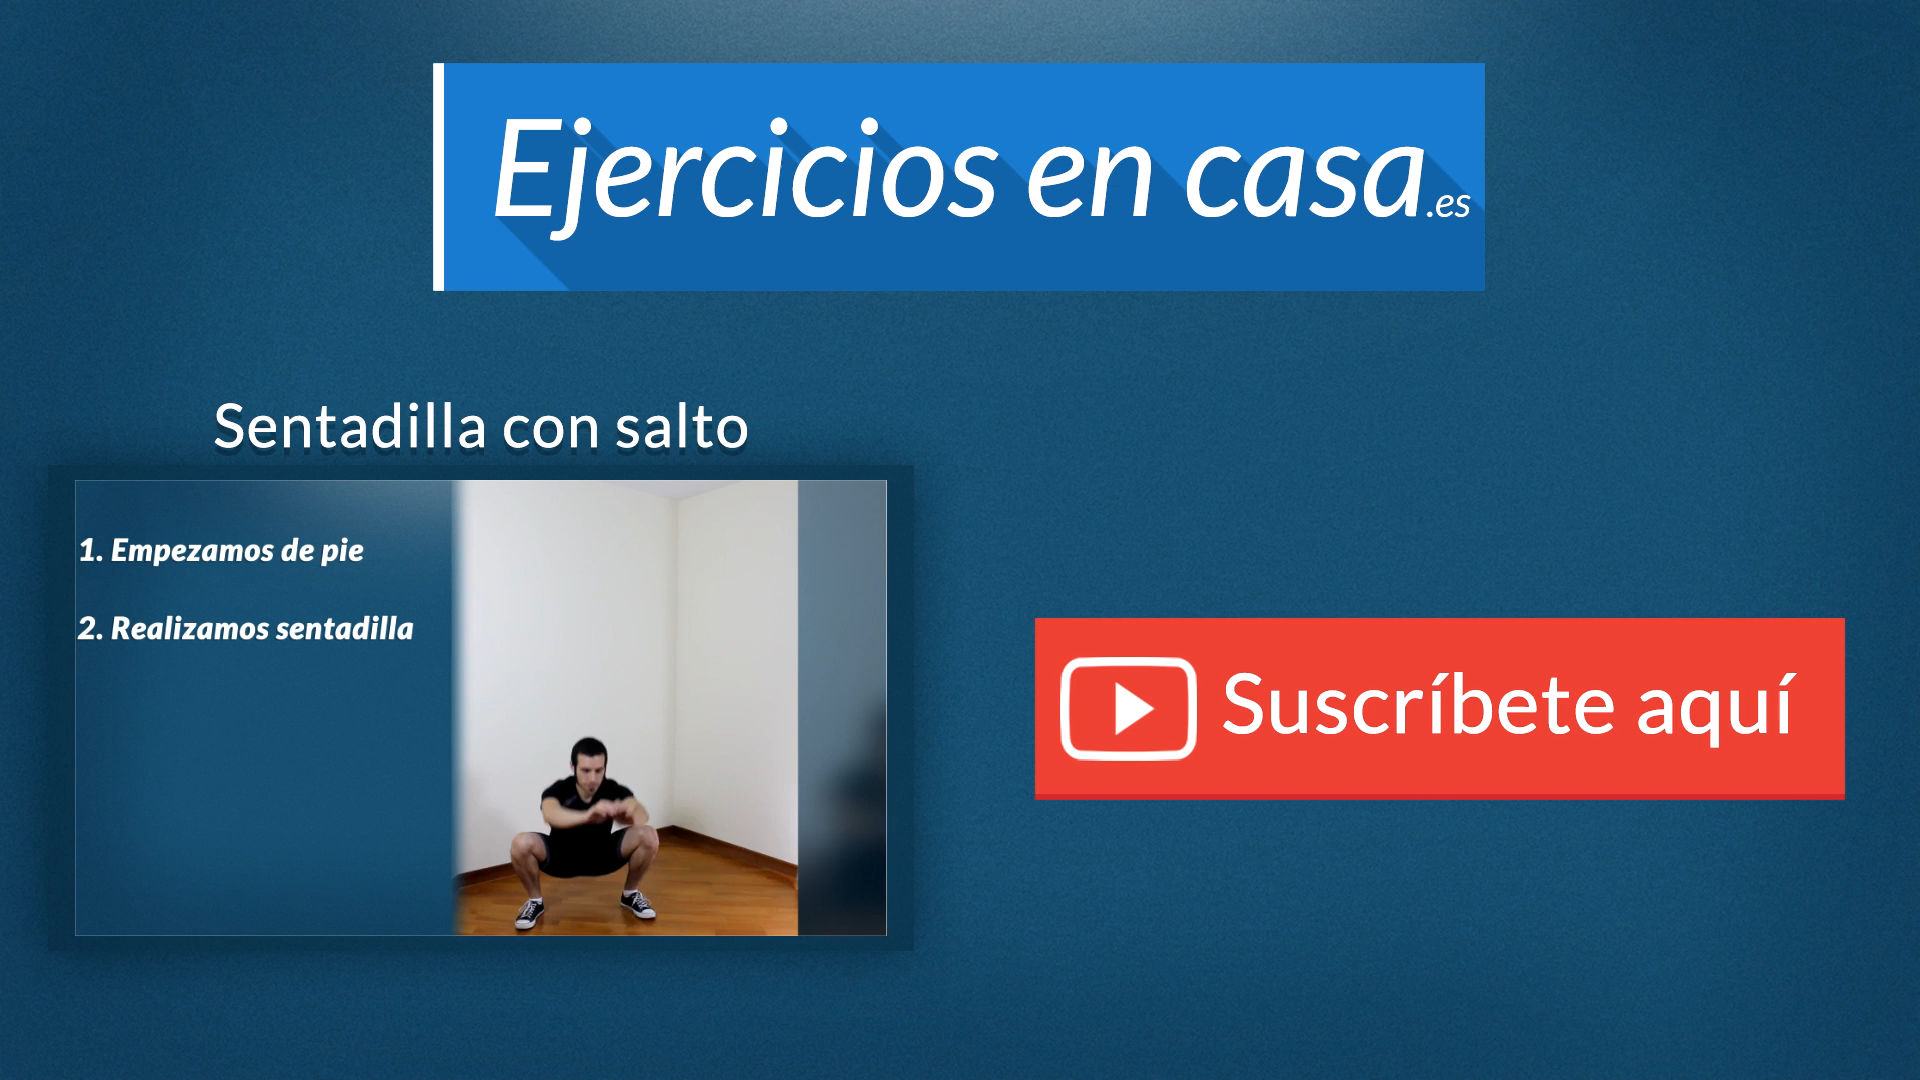 Ejercicios en casa.es
Sentadilla con salto
1. Empezamos de pie
2. Realizamos sentadilla
Suscríbete aquí